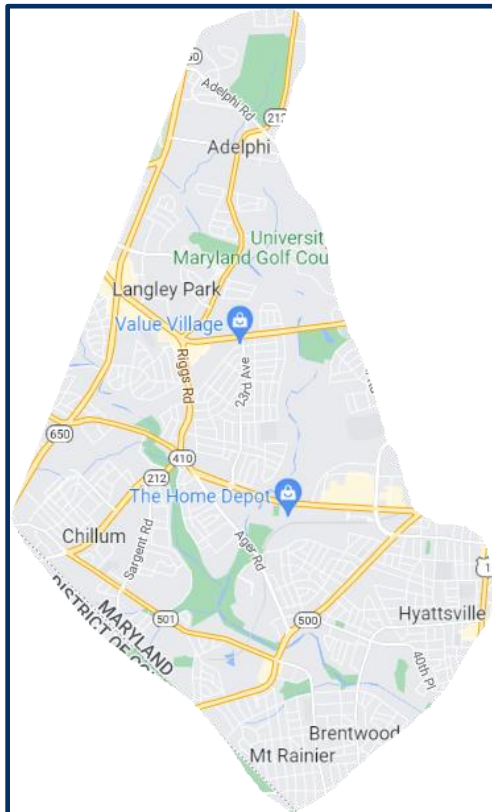 Adelphi Rd
212
Adelphi
Universit
Maryland Golf Cou
Langley Park
Value Village
Riggs Rd
23rd Ave
650
410
212
The Home Depot
Chillum
Sargent Rd
Ager Rd
1
MARYLAND
DISTRICT OF CO
501
500
Hyattsville
40th Pl
Brentwood
Mt Rainier